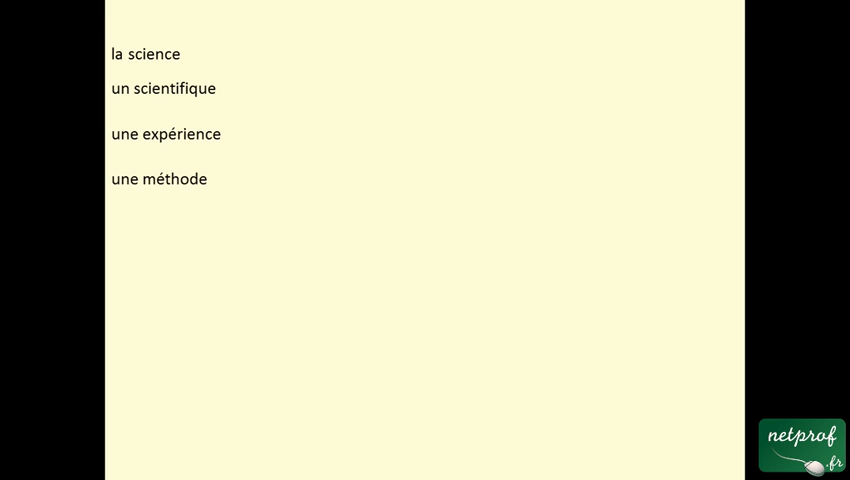 la science
un scientifique
une expérience
une méthode
netprof
.fr